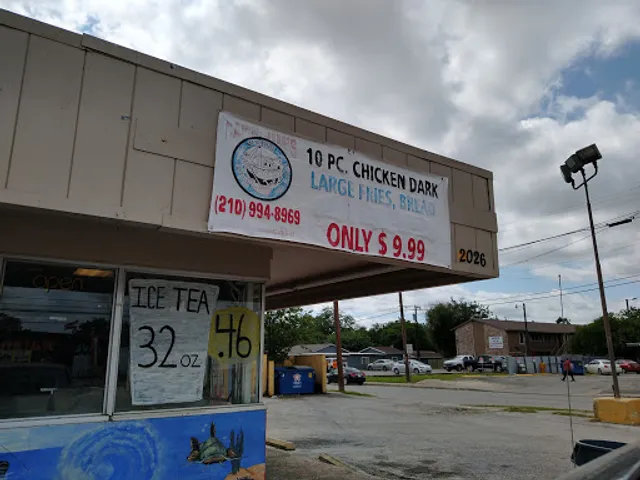 10 PC. CHICKEN DARK
LARGE FRIES, BREAD
(210) 994-8969
ONLY $ 9.99
2026
open
ICE TEA
32 oz
.46